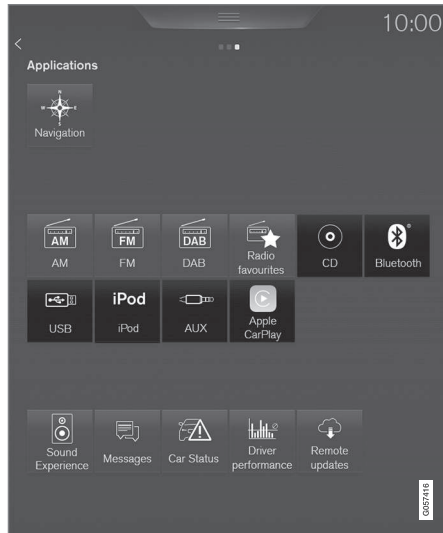 10:00
Applications
N
W E
S
Navigation
AM FM DAB
AM FM DAB Radio favourites CD Bluetooth
iPod
USB iPod AUX Apple CarPlay
Sound Experience Messages Car Status Driver performance Remote updates
G057416